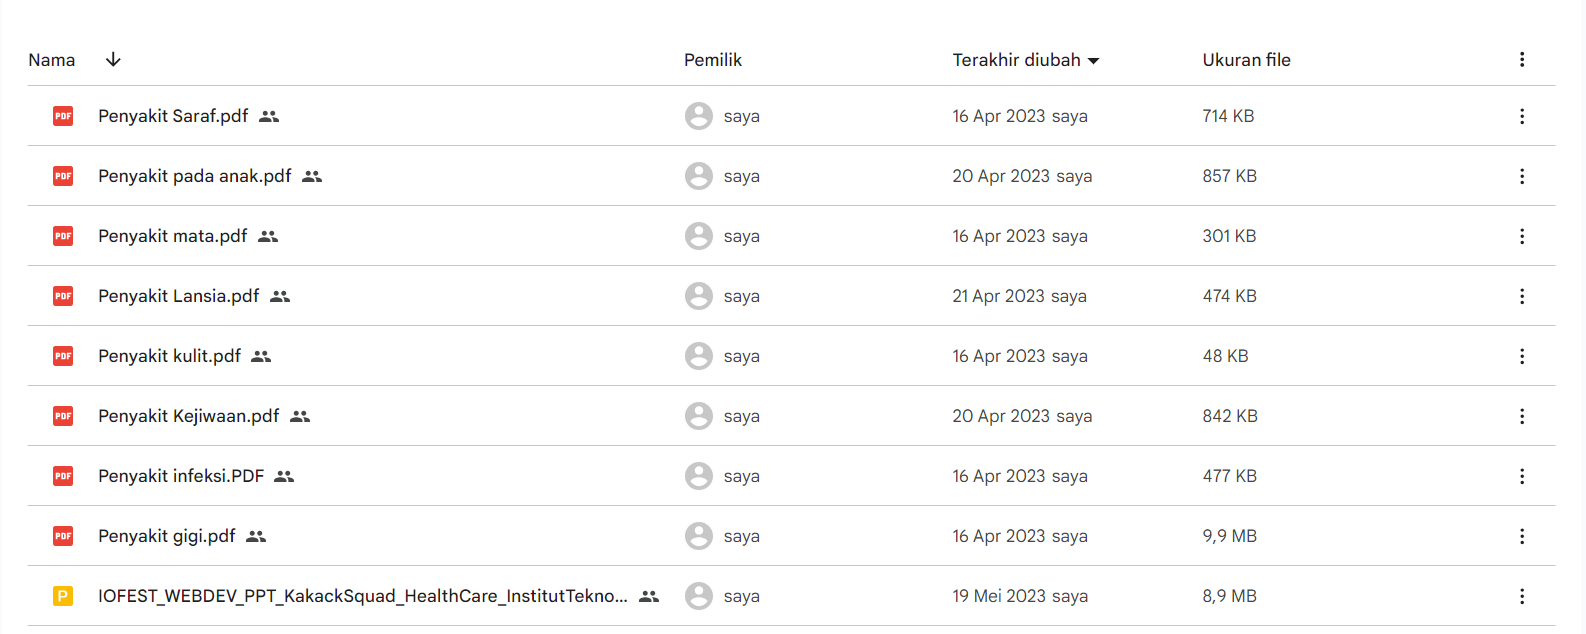 Nama Pemilik Terakhir diubah Ukuran file
PDF Penyakit Saraf.pdf saya 16 Apr 2023 saya 714 KB
PDF Penyakit pada anak.pdf saya 20 Apr 2023 saya 857 KB
PDF Penyakit mata.pdf saya 16 Apr 2023 saya 301 KB
PDF Penyakit Lansia.pdf saya 21 Apr 2023 saya 474 KB
PDF Penyakit kulit.pdf saya 16 Apr 2023 saya 48 KB
PDF Penyakit Kejiwaan.pdf saya 20 Apr 2023 saya 842 KB
PDF Penyakit infeksi.PDF saya 16 Apr 2023 saya 477 KB
PDF Penyakit gigi.pdf saya 16 Apr 2023 saya 9,9 MB
P IOFEST_WEBDEV_PPT_KakackSquad_HealthCare_InstitutTekno... saya 19 Mei 2023 saya 8,9 MB